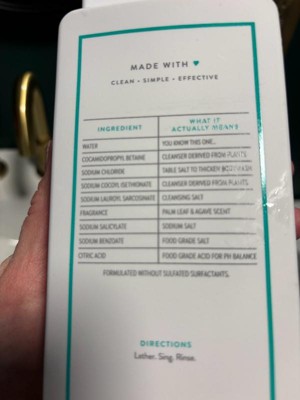 MADE WITH ♥
CLEAN • SIMPLE • EFFECTIVE
INGREDIENT WHAT IT
ACTUALLY MEANS
WATER YOU KNOW THIS ONE...
COCAMIDOPROPYL BETAINE CLEANSER DERIVED FROM PLANTS
SODIUM CHLORIDE TABLE SALT TO THICKEN BODY WASH
SODIUM COCOYL ISETHIONATE CLEANSER DERIVED FROM PLANTS
SODIUM LAUROYL SARCOSINATE CLEANSING SALT
FRAGRANCE PALM LEAF & AGAVE SCENT
SODIUM SALICYLATE SODIUM SALT
SODIUM BENZOATE FOOD GRADE SALT
CITRIC ACID FOOD GRADE ACID FOR PH BALANCE
FORMULATED WITHOUT SULFATED SURFACTANTS.
DIRECTIONS
Lather. Sing. Rinse.